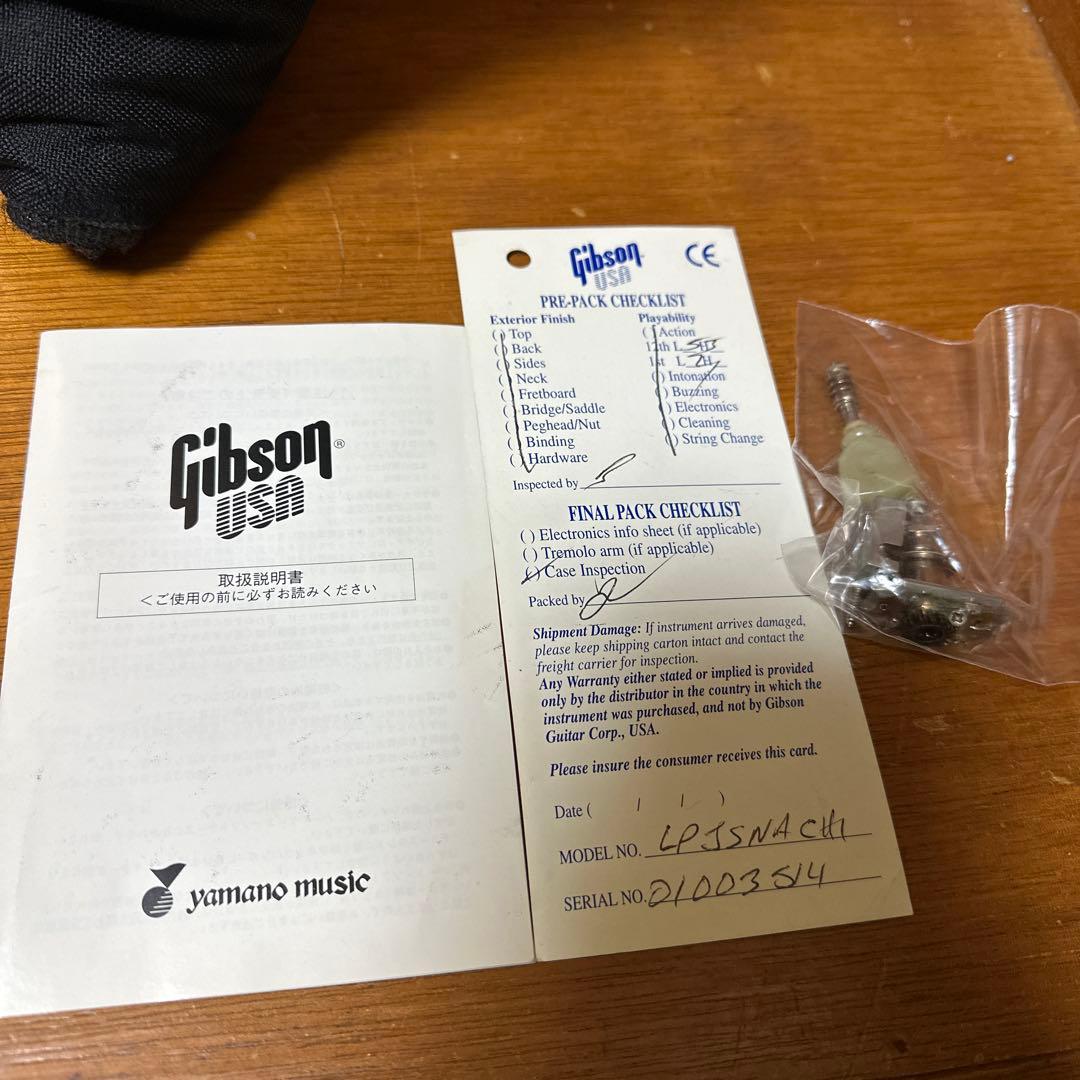 Gibson®
USA
取扱説明書
<ご使用の前に必ずお読みください
yamano music
Gibson
USA
CE
PRE-PACK CHECKLIST
Exterior Finish
( ) Top
( ) Back
( ) Sides
( ) Neck
( ) Fretboard
( ) Bridge/Saddle
( ) Peghead/Nut
( ) Binding
( ) Hardware
Playability
( ) Action
12th L
1st L 2H
( ) Intonation
( ) Buzzing
( ) Electronics
( ) Cleaning
( ) String Change
Inspected by
FINAL PACK CHECKLIST
( ) Electronics info sheet (if applicable)
( ) Tremolo arm (if applicable)
( ) Case Inspection
Packed by
Shipment Damage: If instrument arrives damaged,
please keep shipping carton intact and contact the
freight carrier for inspection.
Any Warranty either stated or implied is provided
only by the distributor in the country in which the
instrument was purchased, and not by Gibson
Guitar Corp., USA.
Please insure the consumer receives this card.
Date ( / / )
MODEL NO. LPJSNACH1
SERIAL NO. 01003514